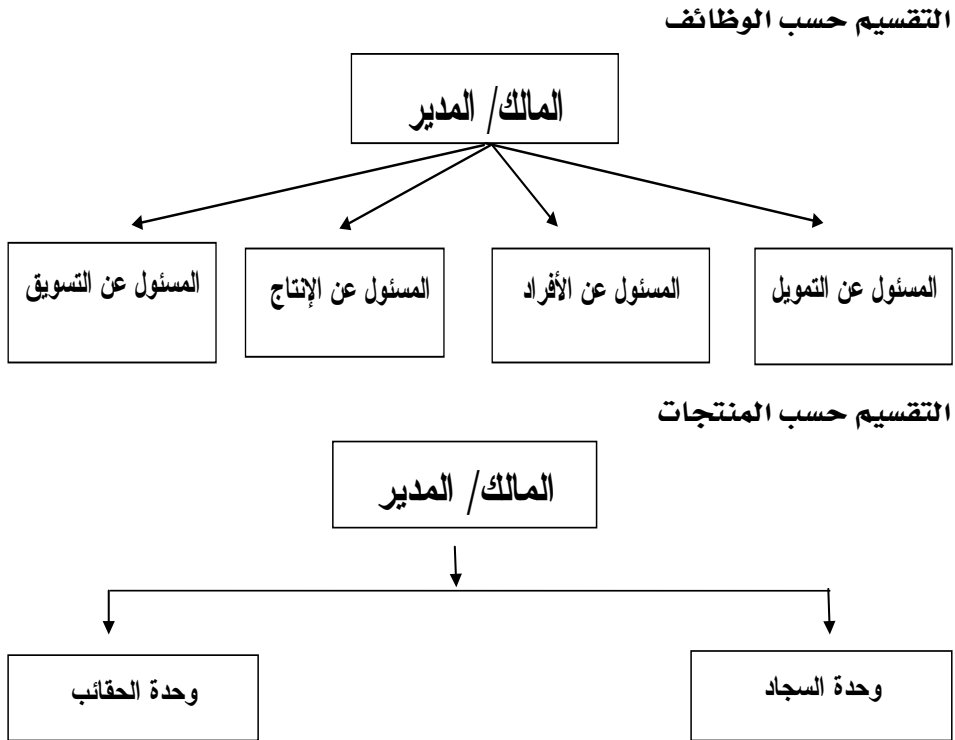 التقسيم حسب الوظائف
المالك/ المدير
المسئول عن التمويل
المسئول عن الأفراد
المسئول عن الإنتاج
المسئول عن التسويق
التقسيم حسب المنتجات
المالك/ المدير
وحدة السجاد
وحدة الحقائب